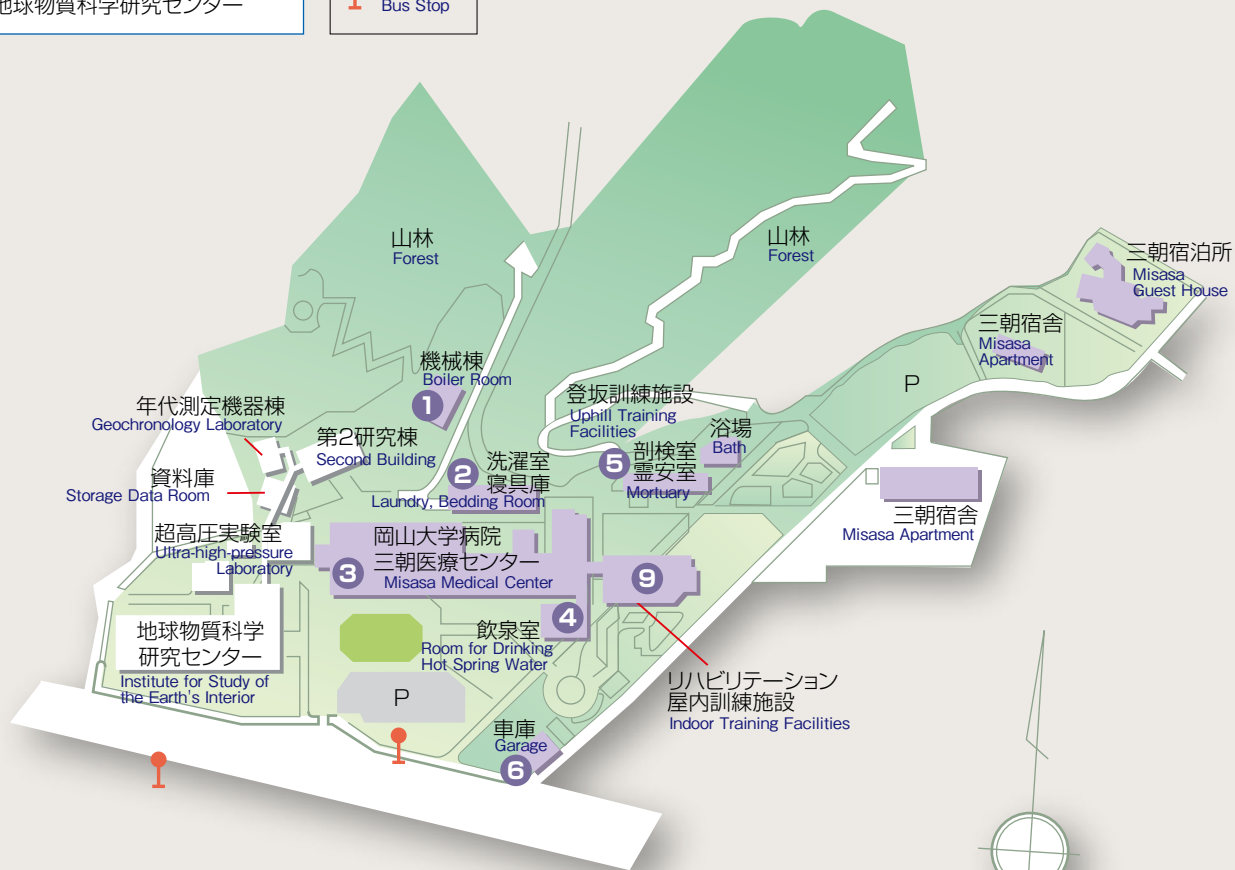 地球物質科学研究センター
Bus Stop
山林
Forest
山林
Forest
三朝宿泊所
Misasa
Guest House
三朝宿舎
Misasa
Apartment
P
機械棟
Boiler Room
1
年代測定機器棟
Geochronology Laboratory
第2研究棟
Second Building
登坂訓練施設
Uphill Training
Facilities
浴場
Bath
5
剖検室
霊安室
Mortuary
2
洗濯室
寝具庫
Laundry, Bedding Room
資料庫
Storage Data Room
三朝宿舎
Misasa Apartment
超高圧実験室
Ultra-high-pressure
Laboratory
岡山大学病院
三朝医療センター
Misasa Medical Center
3
9
4
飲泉室
Room for Drinking
Hot Spring Water
地球物質科学
研究センター
Institute for Study of
the Earth's Interior
P
リハビリテーション
屋内訓練施設
Indoor Training Facilities
車庫
Garage
6